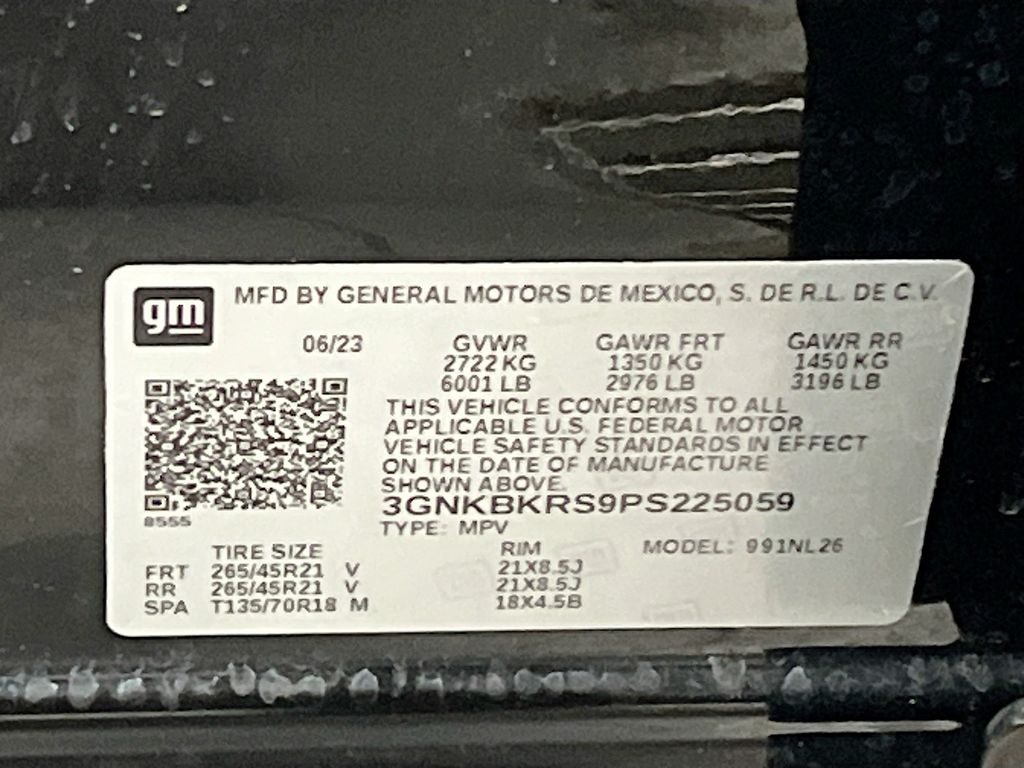 gm
MFD BY GENERAL MOTORS DE MEXICO, S. DE R.L. DE C.V.
06/23 GVWR GAWR FRT GAWR RR
2722 KG 1350 KG 1450 KG
6001 LB 2976 LB 3196 LB
THIS VEHICLE CONFORMS TO ALL
APPLICABLE U.S. FEDERAL MOTOR
VEHICLE SAFETY STANDARDS IN EFFECT
ON THE DATE OF MANUFACTURE
SHOWN ABOVE.
3GNKBKRS9PS225059
8555
TYPE: MPV
TIRE SIZE RIM MODEL: 991NL26
FRT 265/45R21 V 21X8.5J
RR 265/45R21 V 21X8.5J
SPA T135/70R18 M 18X4.5B